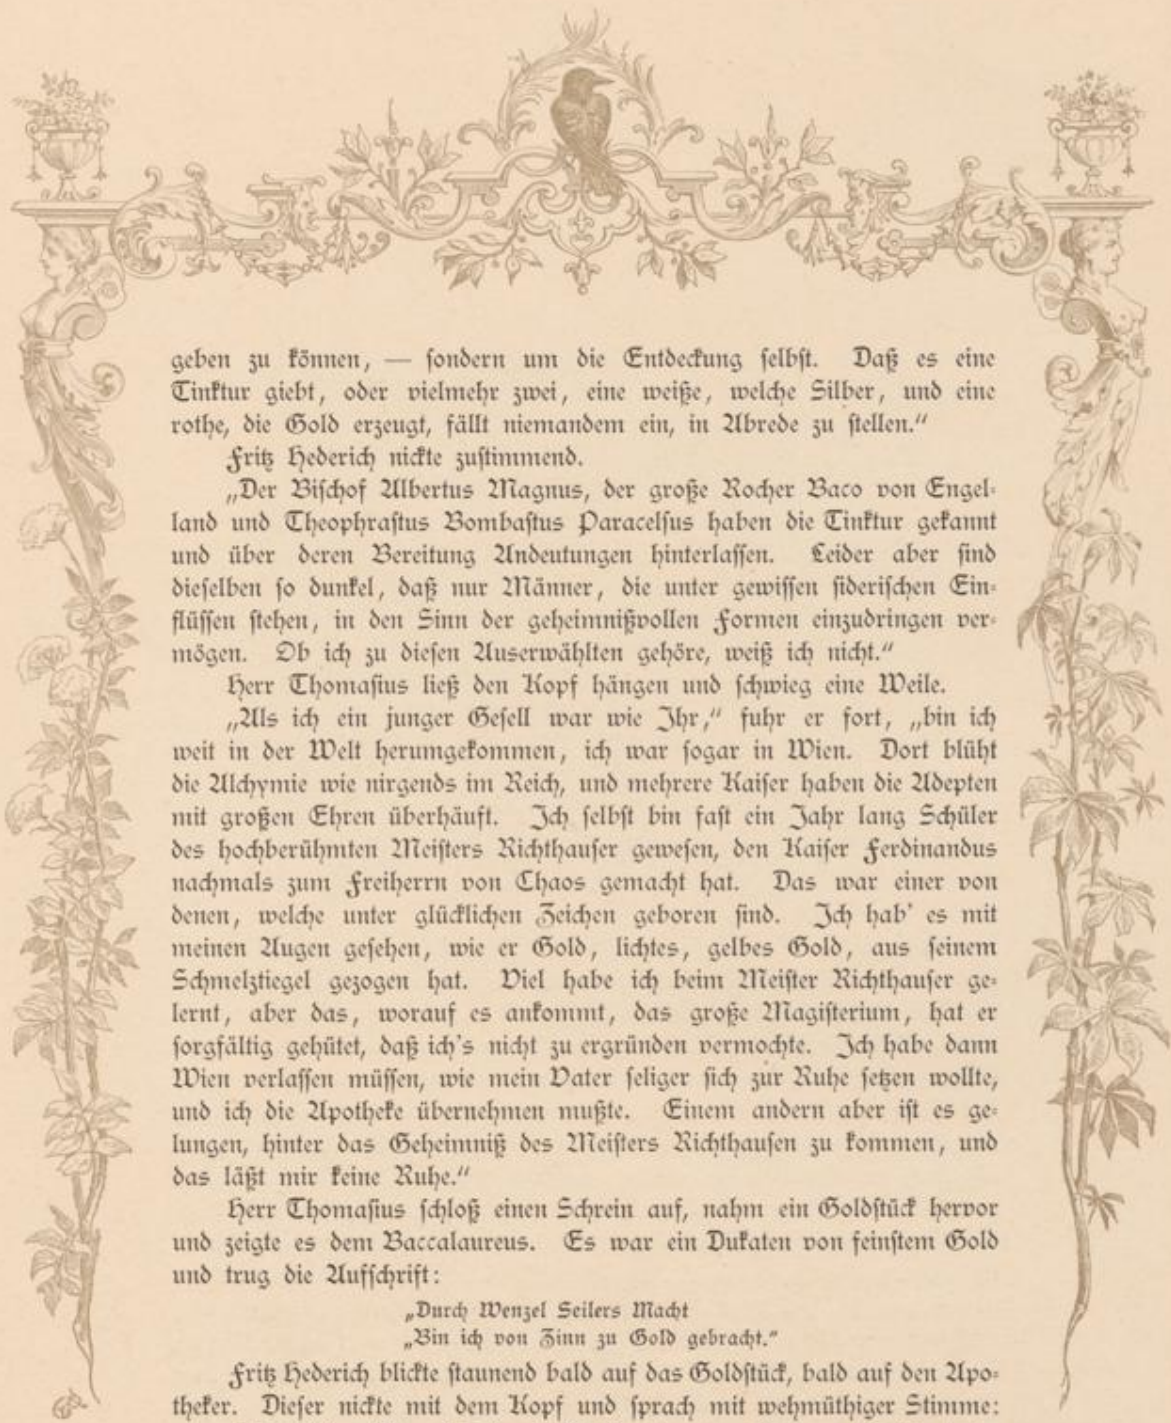 geben zu können, — sondern um die Entdeckung selbst. Daß es eine
Tinktur giebt, oder vielmehr zwei, eine weiße, welche Silber, und eine
rothe, die Gold erzeugt, fällt niemandem ein, in Abrede zu stellen.“
Fritz Hederich nickte zustimmend.
„Der Bischof Albertus Magnus, der große Rocher Baco von Engel-
land und Theophrastus Bombastus Paracelsus haben die Tinktur gekannt
und über deren Bereitung Andeutungen hinterlassen. Leider aber sind
dieselben so dunkel, daß nur Männer, die unter gewissen siderischen Ein-
flüssen stehen, in den Sinn der geheimnißvollen Formen einzudringen ver-
mögen. Ob ich zu diesen Auserwählten gehöre, weiß ich nicht.“
Herr Thomasius ließ den Kopf hängen und schwieg eine Weile.
„Als ich ein junger Gesell war wie Ihr,“ fuhr er fort, „bin ich
weit in der Welt herumgekommen, ich war sogar in Wien. Dort blüht
die Alchymie wie nirgends im Reich, und mehrere Kaiser haben die Adepten
mit großen Ehren überhäuft. Ich selbst bin fast ein Jahr lang Schüler
des hochberühmten Meisters Richthauser gewesen, den Kaiser Ferdinandus
nachmals zum Freiherrn von Chaos gemacht hat. Das war einer von
denen, welche unter glücklichen Zeichen geboren sind. Ich hab’ es mit
meinen Augen gesehen, wie er Gold, lichtes, gelbes Gold, aus seinem
Schmelztiegel gezogen hat. Viel habe ich beim Meister Richthauser ge-
lernt, aber das, worauf es ankommt, das große Magisterium, hat er
sorgfältig gehütet, daß ich’s nicht zu ergründen vermochte. Ich habe dann
Wien verlassen müssen, wie mein Vater seliger sich zur Ruhe setzen wollte,
und ich die Apotheke übernehmen mußte. Einem andern aber ist es ge-
lungen, hinter das Geheimniß des Meisters Richthausen zu kommen, und
das läßt mir keine Ruhe.“
Herr Thomasius schloß einen Schrein auf, nahm ein Goldstück hervor
und zeigte es dem Baccalaureus. Es war ein Dukaten von feinstem Gold
und trug die Aufschrift:
„Durch Wenzel Seilers Macht
„Bin ich von Zinn zu Gold gebracht.“
Fritz Hederich blickte staunend bald auf das Goldstück, bald auf den Apo-
theker. Dieser nickte mit dem Kopf und sprach mit wehmüthiger Stimme: